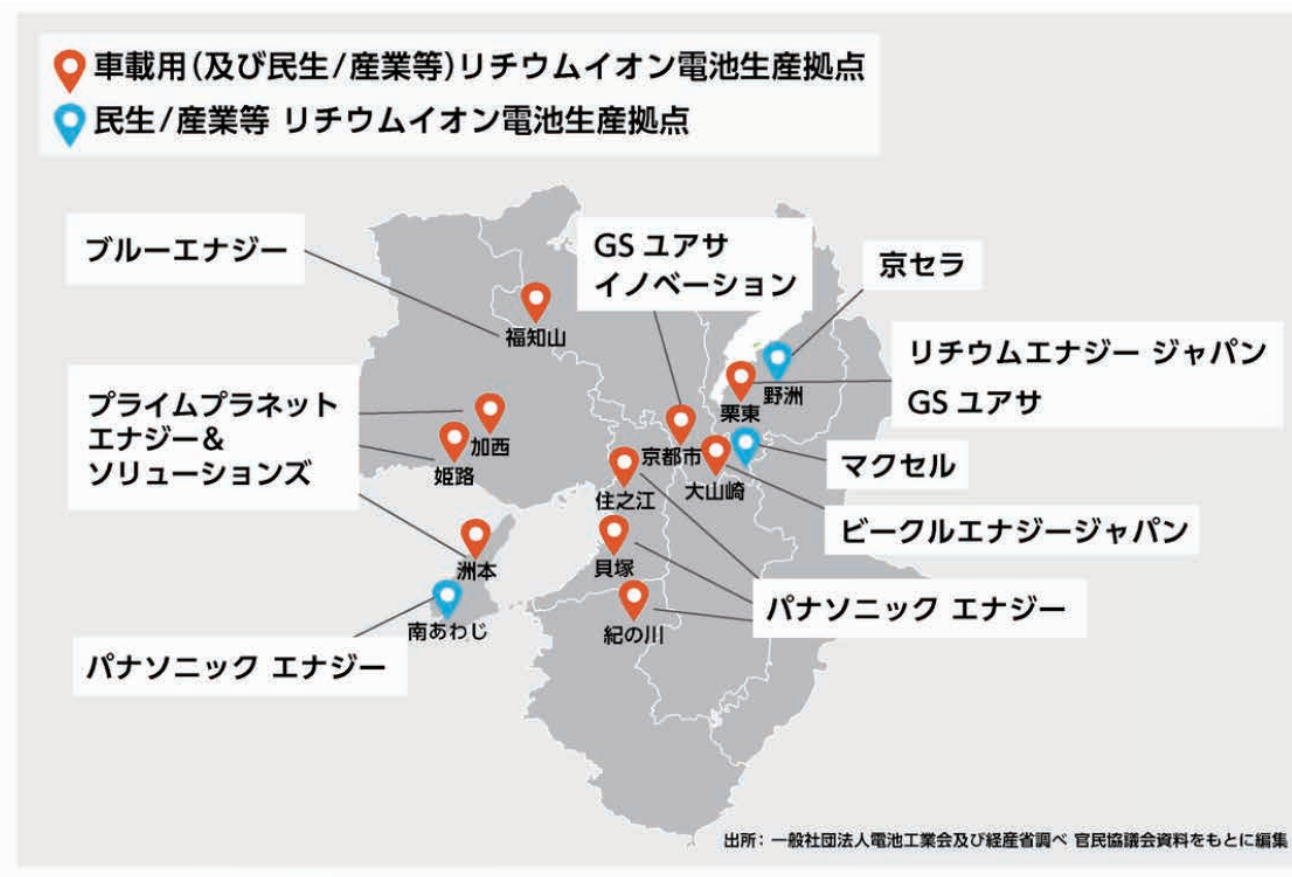 車載用(及び民生/産業等)リチウムイオン電池生産拠点
民生/産業等 リチウムイオン電池生産拠点
ブルーエナジー
GS ユアサ
イノベーション
京セラ
福知山
リチウムエナジー ジャパン
GS ユアサ
野洲
栗東
プライムプラネット
エナジー&
ソリューションズ
加西
姫路
京都市
マクセル
大山崎
住之江
ビークルエナジージャパン
洲本
貝塚
パナソニック エナジー
南あわじ
紀の川
パナソニック エナジー
出所: 一般社団法人電池工業会及び経産省調べ 官民協議会資料をもとに編集